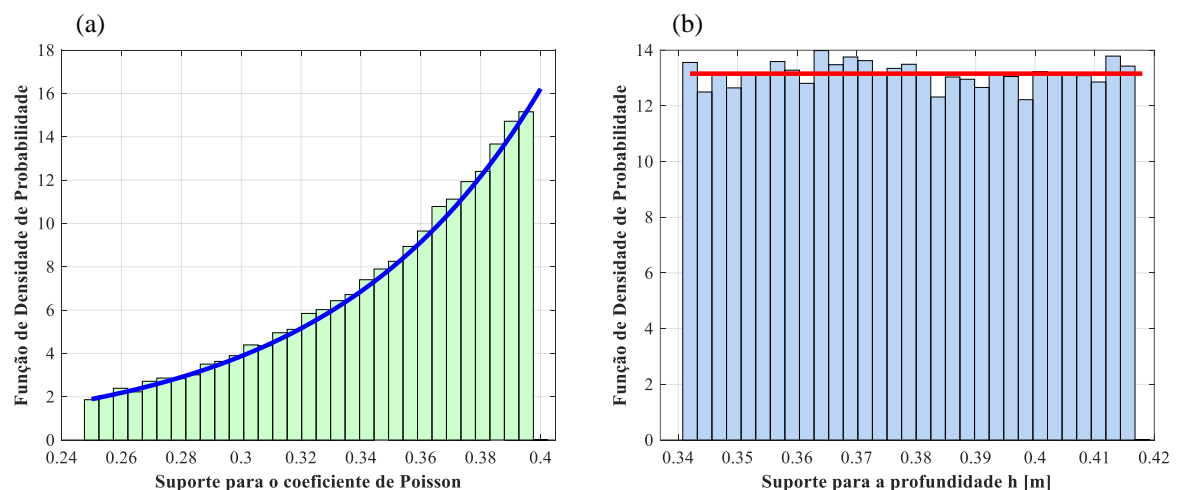 (a)
18
16
14
12
10
8
6
4
2
0
Função de Densidade de Probabilidade
0.24 0.26 0.28 0.3 0.32 0.34 0.36 0.38 0.4
Suporte para o coeficiente de Poisson
(b)
14
12
10
8
6
4
2
0
Função de Densidade de Probabilidade
0.34 0.35 0.36 0.37 0.38 0.39 0.40 0.41 0.42
Suporte para a profundidade h [m]